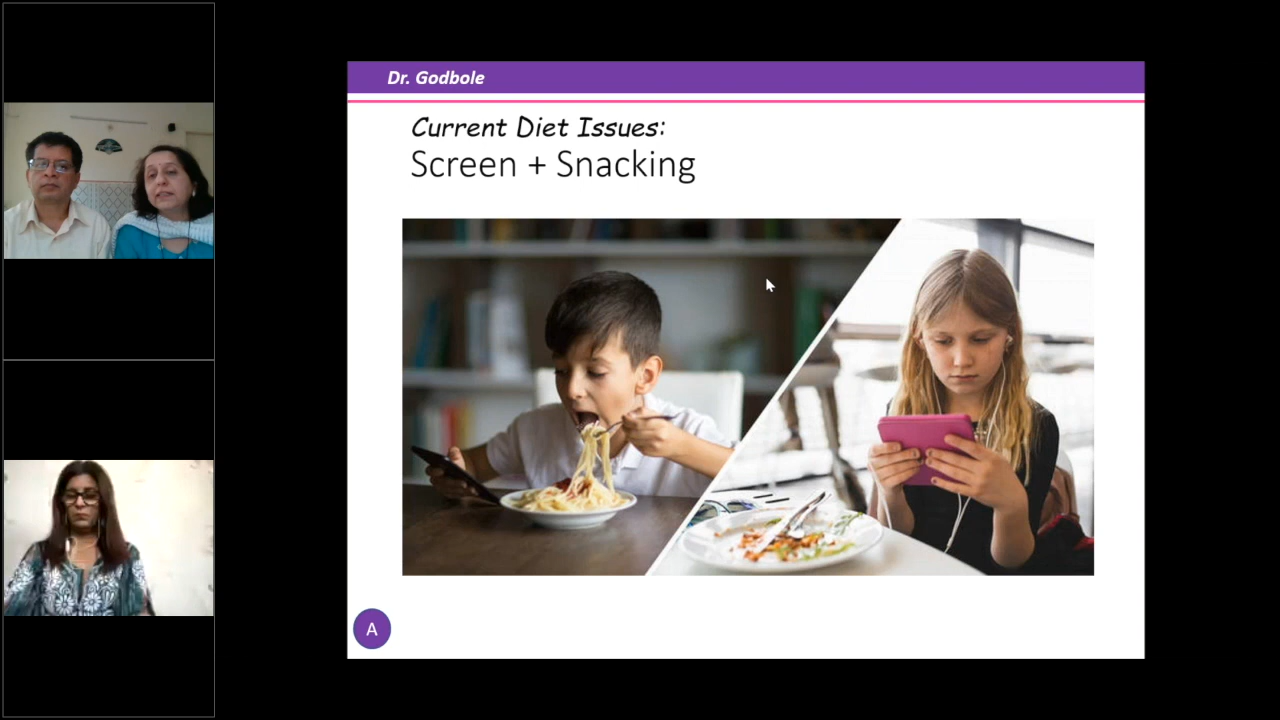 Dr. Godbole
Current Diet Issues:
Screen + Snacking
A